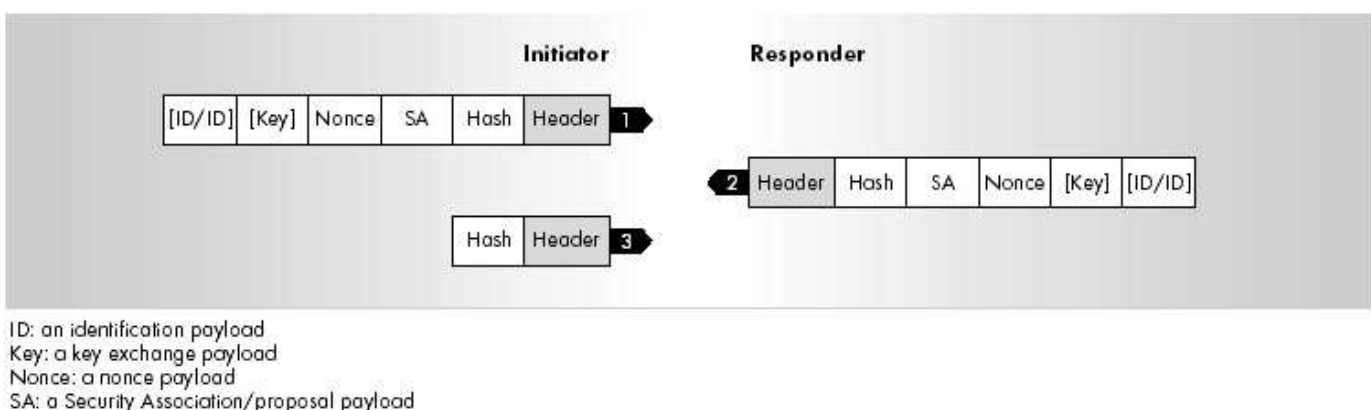 Initiator Responder
[ID/ID] [Key] Nonce SA Hash Header 1
2 Header Hash SA Nonce [Key] [ID/ID]
Hash Header 3
ID: an identification payload
Key: a key exchange payload
Nonce: a nonce payload
SA: a Security Association/proposal payload